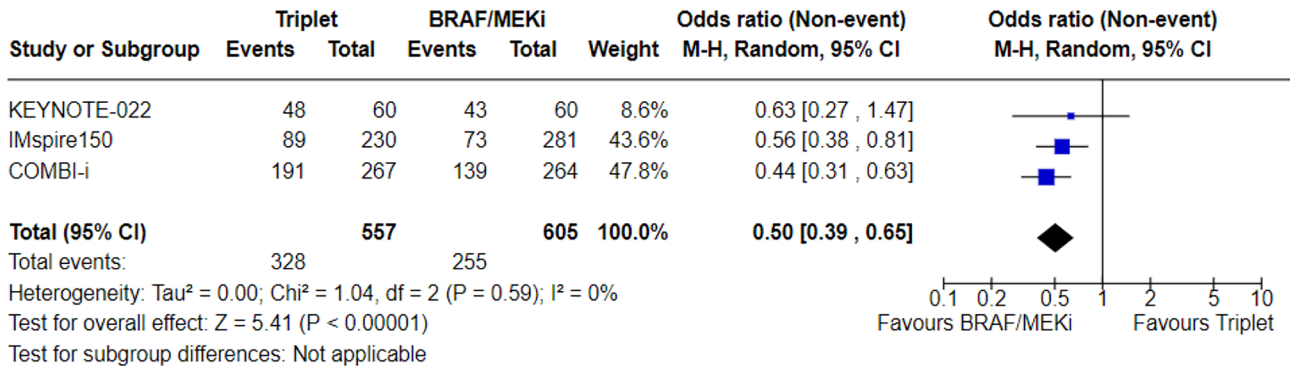 Triplet BRAF/MEKi Odds ratio (Non-event) Odds ratio (Non-event)
Study or Subgroup Events Total Events Total Weight M-H, Random, 95% CI M-H, Random, 95% CI
KEYNOTE-022 48 60 43 60 8.6% 0.63 [0.27 , 1.47]
IMspire150 89 230 73 281 43.6% 0.56 [0.38 , 0.81]
COMBI-i 191 267 139 264 47.8% 0.44 [0.31 , 0.63]
Total (95% CI) 557 605 100.0% 0.50 [0.39 , 0.65]
Total events: 328 255
Heterogeneity: Tau² = 0.00; Chi² = 1.04, df = 2 (P = 0.59); I² = 0%
0.1 0.2 0.5 1 2 5 10
Test for overall effect: Z = 5.41 (P < 0.00001)
Favours BRAF/MEKi Favours Triplet
Test for subgroup differences: Not applicable